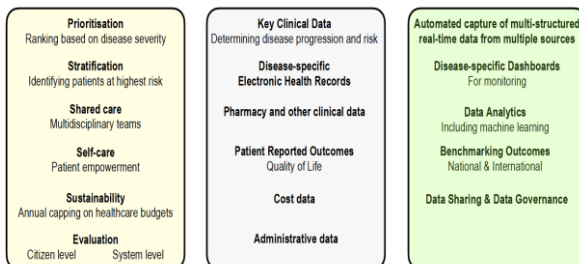 Prioritisation
Ranking based on disease severity
Stratification
Identifying patients at highest risk
Shared care
Multidisciplinary teams
Self-care
Patient empowerment
Sustainability
Annual capping on healthcare budgets
Evaluation
Citizen level System level
Key Clinical Data
Determining disease progression and risk
Disease-specific
Electronic Health Records
Pharmacy and other clinical data
Patient Reported Outcomes
Quality of Life
Cost data
Administrative data
Automated capture of multi-structured
real-time data from multiple sources
Disease-specific Dashboards
For monitoring
Data Analytics
Including machine learning
Benchmarking Outcomes
National & International
Data Sharing & Data Governance